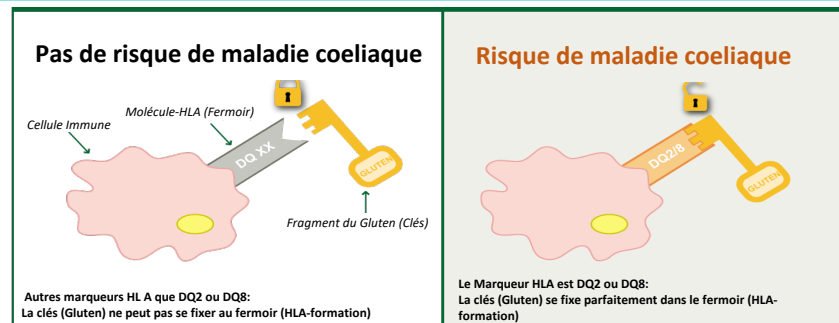 Pas de risque de maladie coeliaque
Molécule-HLA (Fermoir)
Cellule Immune
DQ XX
GLUTEN
Fragment du Gluten (Clés)
Autres marqueurs HL A que DQ2 ou DQ8:
La clés (Gluten) ne peut pas se fixer au fermoir (HLA-formation)
Risque de maladie coeliaque
DQ2/8
GLUTEN
Le Marqueur HLA est DQ2 ou DQ8:
La clés (Gluten) se fixe parfaitement dans le fermoir (HLA-
formation)